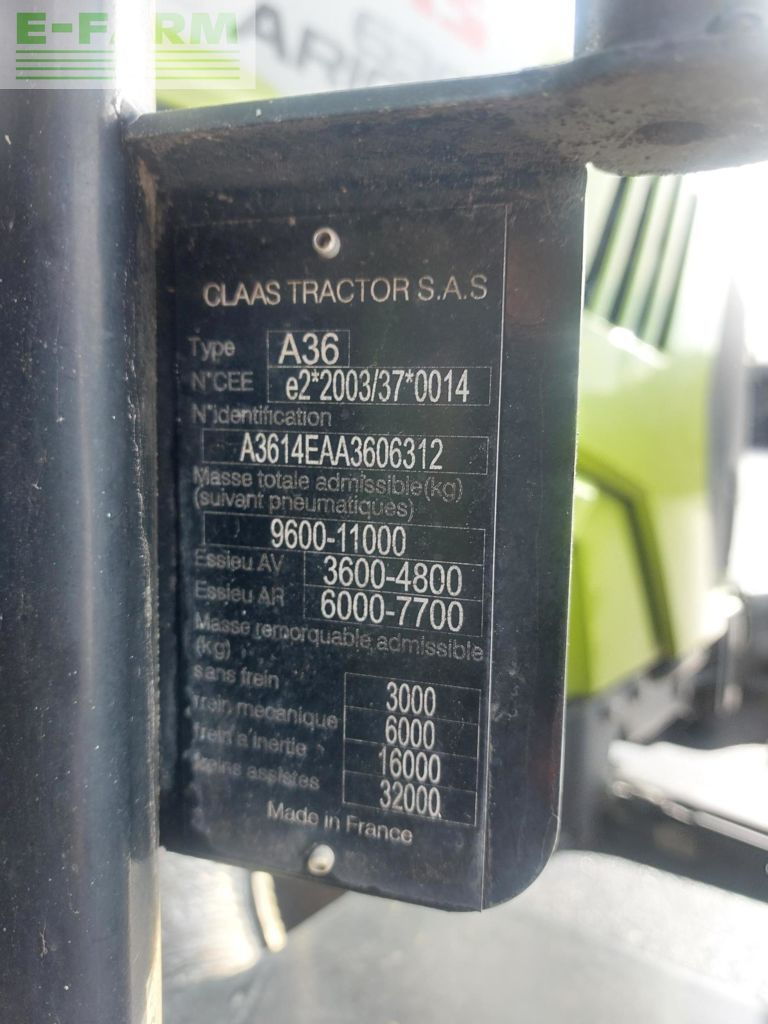 E-FARM
CLAAS TRACTOR S.A.S
Type A36
N°CEE e2*2003/37*0014
N°identification
A3614EAA3606312
Masse totale admissible(kg)
(suivant pneumatiques)
9600-11000
Essieu AV 3600-4800
Essieu AR 6000-7700
Masse remorquable admissible
(kg)
sans frein 3000
frein mecanique 6000
frein a inertie 16000
freins assistes 32000
Made in France